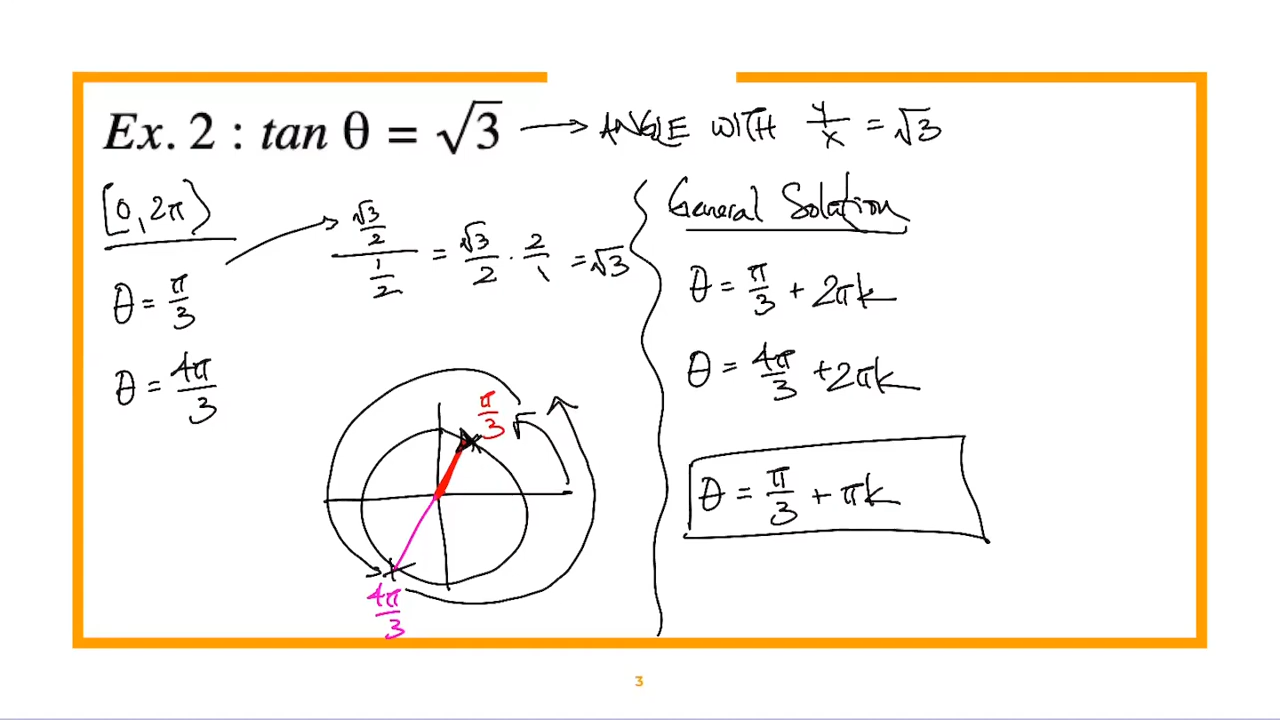 Ex. 2 : tan θ = √3 → ANGLE WITH y/x = √3
[0, 2π)
(√3/2)/(1/2) = √3/2 · 2/1 = √3
θ = π/3
θ = 4π/3
π/3
4π/3
General Solution
θ = π/3 + 2πk
θ = 4π/3 + 2πk
θ = π/3 + πk
3